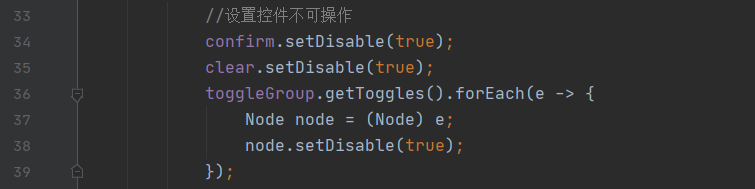 33 //设置控件不可操作
34 confirm.setDisable(true);
35 clear.setDisable(true);
36 toggleGroup.getToggles().forEach(e -> {
37 Node node = (Node) e;
38 node.setDisable(true);
39 });